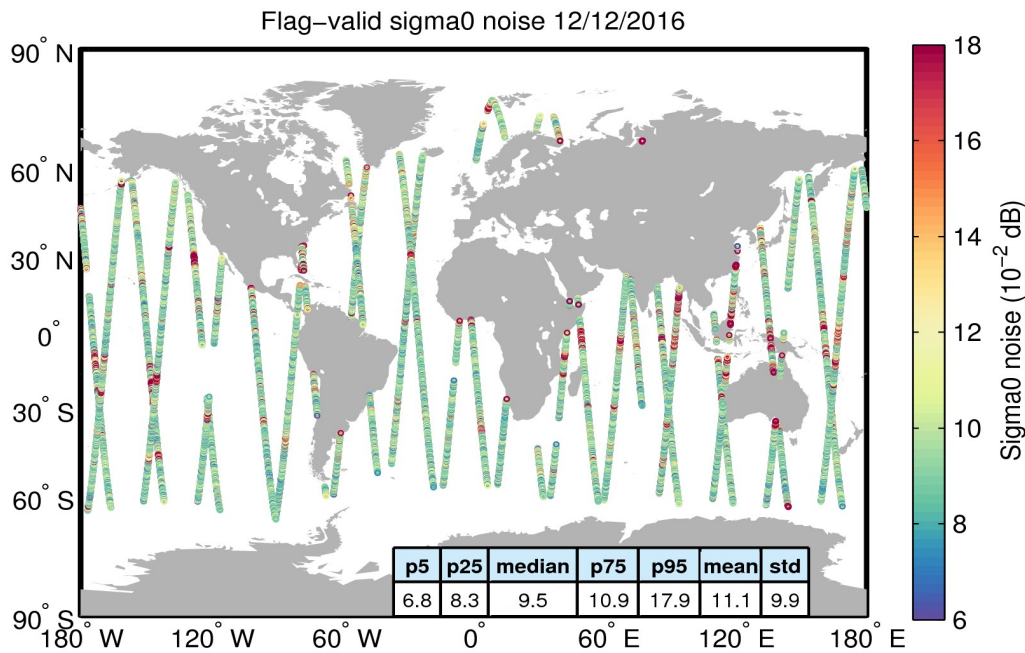 Flag−valid sigma0 noise 12/12/2016
90° N
60° N
30° N
0°
30° S
60° S
90° S
180° W
120° W
60° W
0°
60° E
120° E
180° E
p5 p25 median p75 p95 mean std
6.8 8.3 9.5 10.9 17.9 11.1 9.9
18
16
14
12
10
8
6
Sigma0 noise (10⁻² dB)